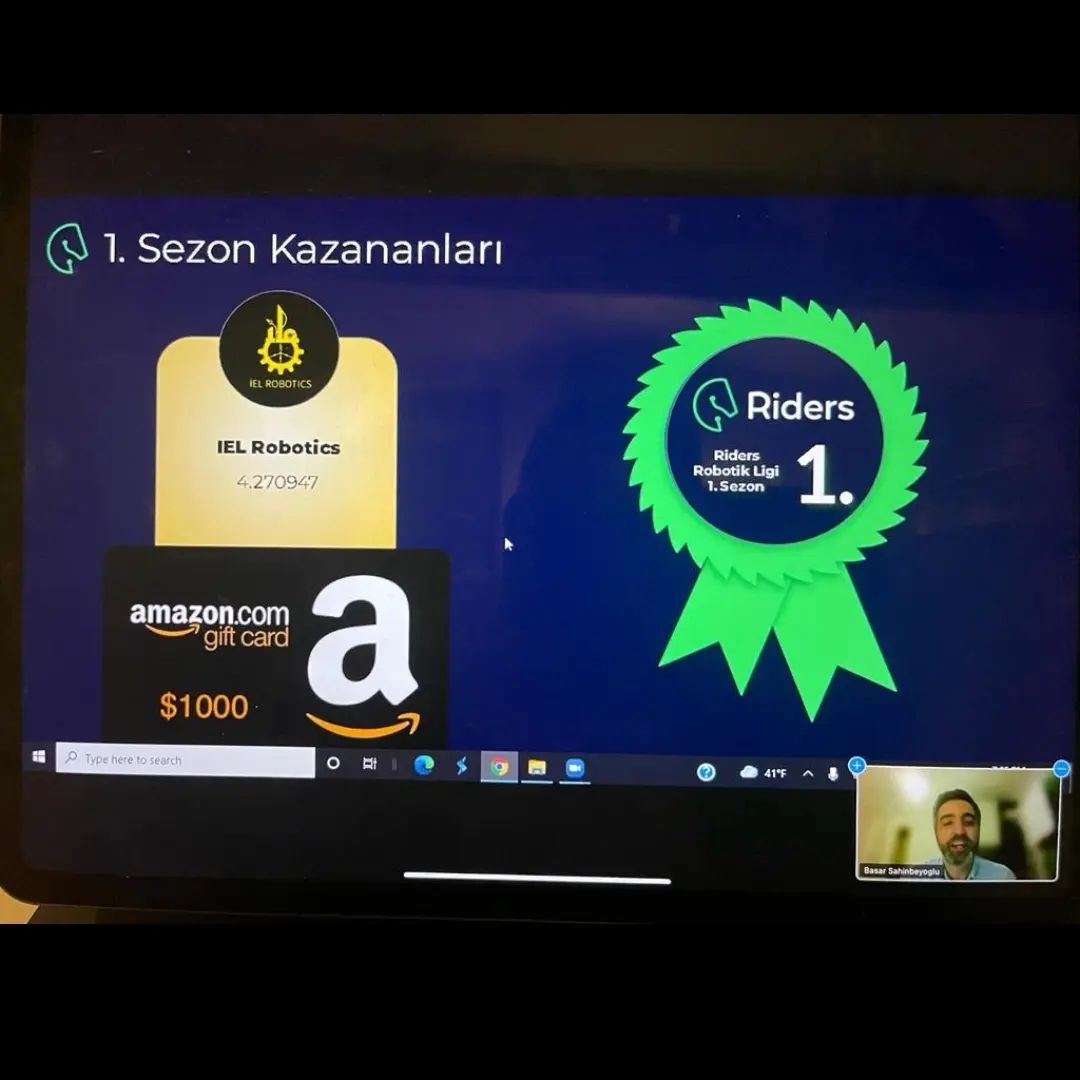 1. Sezon Kazananları
İEL ROBOTICS
IEL Robotics
4.270947
amazon.com
gift card
$1000
a
Riders
Riders
Robotik Ligi
1. Sezon
1.
Type here to search
41°F
Basar Sahinbeyoglu